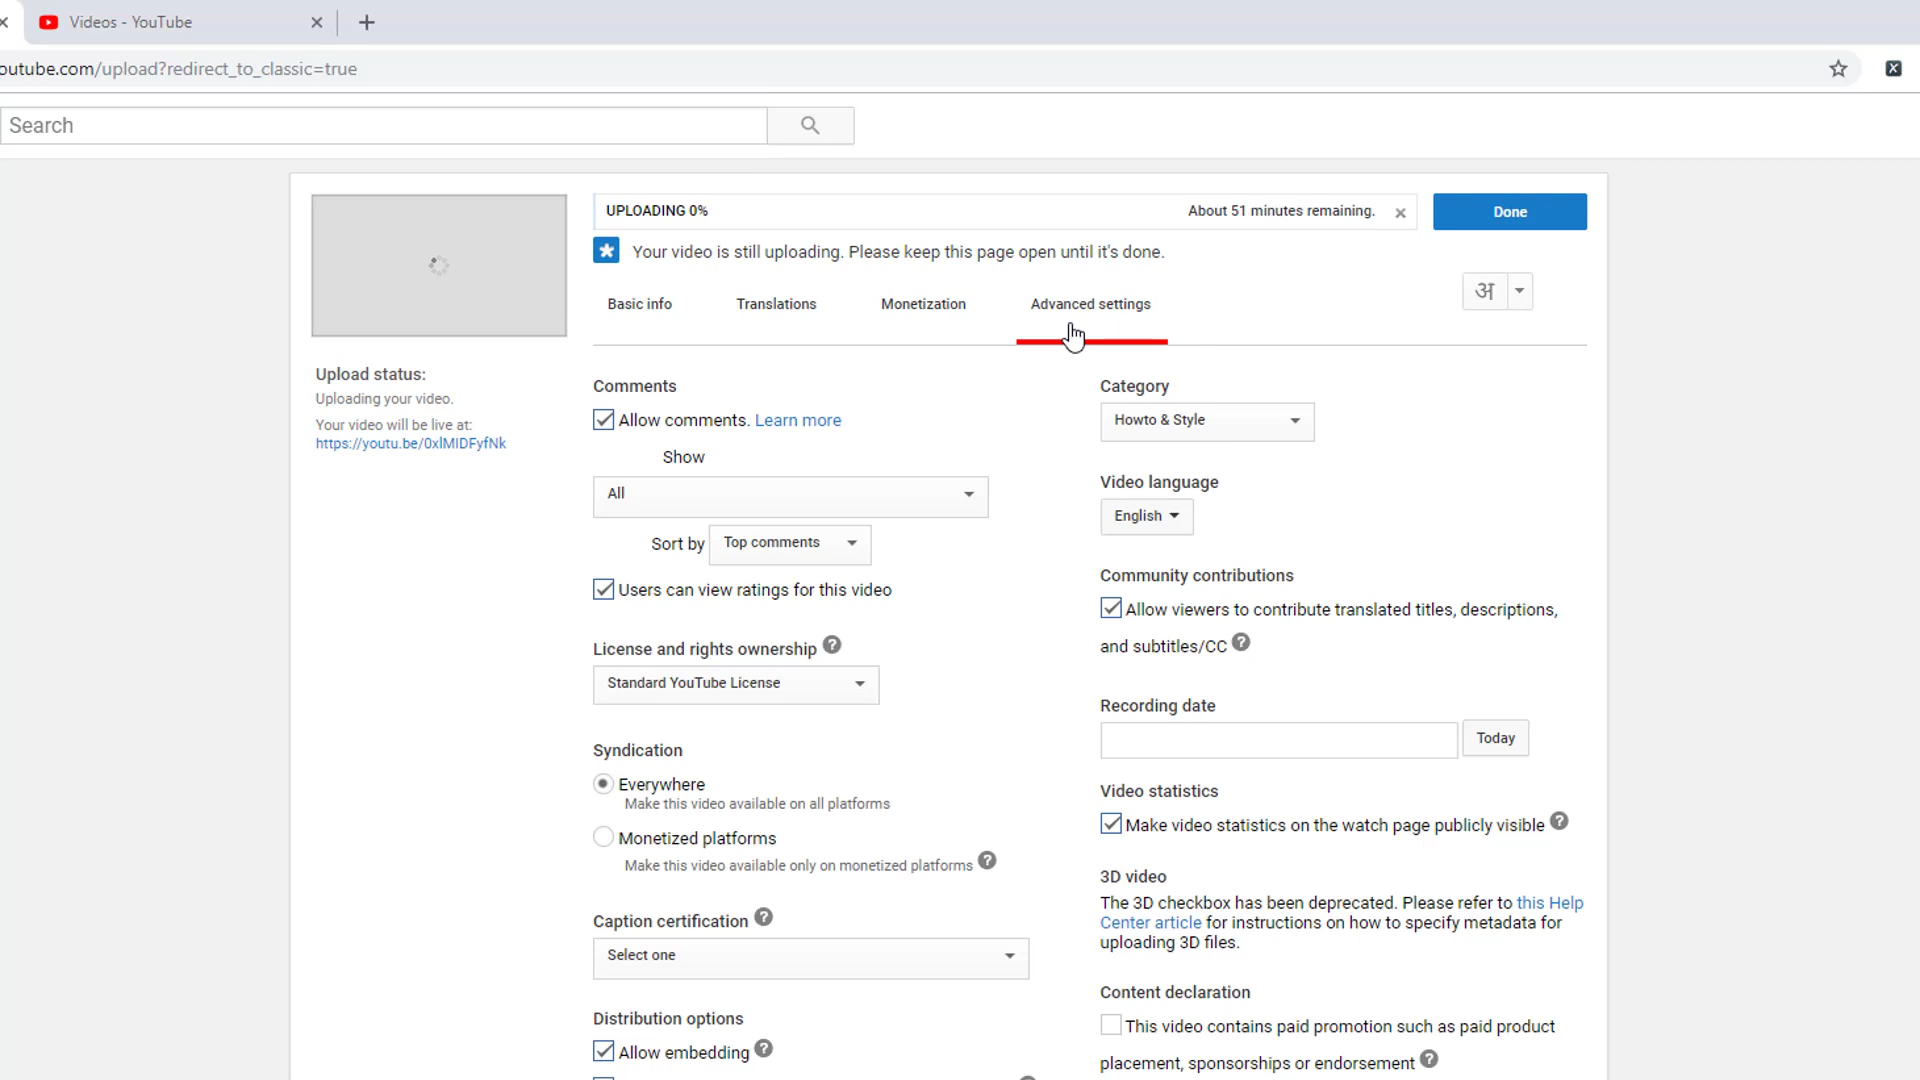 Videos - YouTube
outube.com/upload?redirect_to_classic=true
Search
UPLOADING 0%
About 51 minutes remaining.
Done
Your video is still uploading. Please keep this page open until it's done.
Basic info
Translations
Monetization
Advanced settings
अ
Upload status:
Uploading your video.
Your video will be live at:
https://youtu.be/0xlMIDFyfNk
Comments
Allow comments. Learn more
Show
All
Sort by
Top comments
Users can view ratings for this video
License and rights ownership ?
Standard YouTube License
Syndication
Everywhere
Make this video available on all platforms
Monetized platforms
Make this video available only on monetized platforms ?
Caption certification ?
Select one
Distribution options
Allow embedding ?
Category
Howto & Style
Video language
English
Community contributions
Allow viewers to contribute translated titles, descriptions,
and subtitles/CC ?
Recording date
Today
Video statistics
Make video statistics on the watch page publicly visible ?
3D video
The 3D checkbox has been deprecated. Please refer to this Help
Center article for instructions on how to specify metadata for
uploading 3D files.
Content declaration
This video contains paid promotion such as paid product
placement, sponsorships or endorsement ?